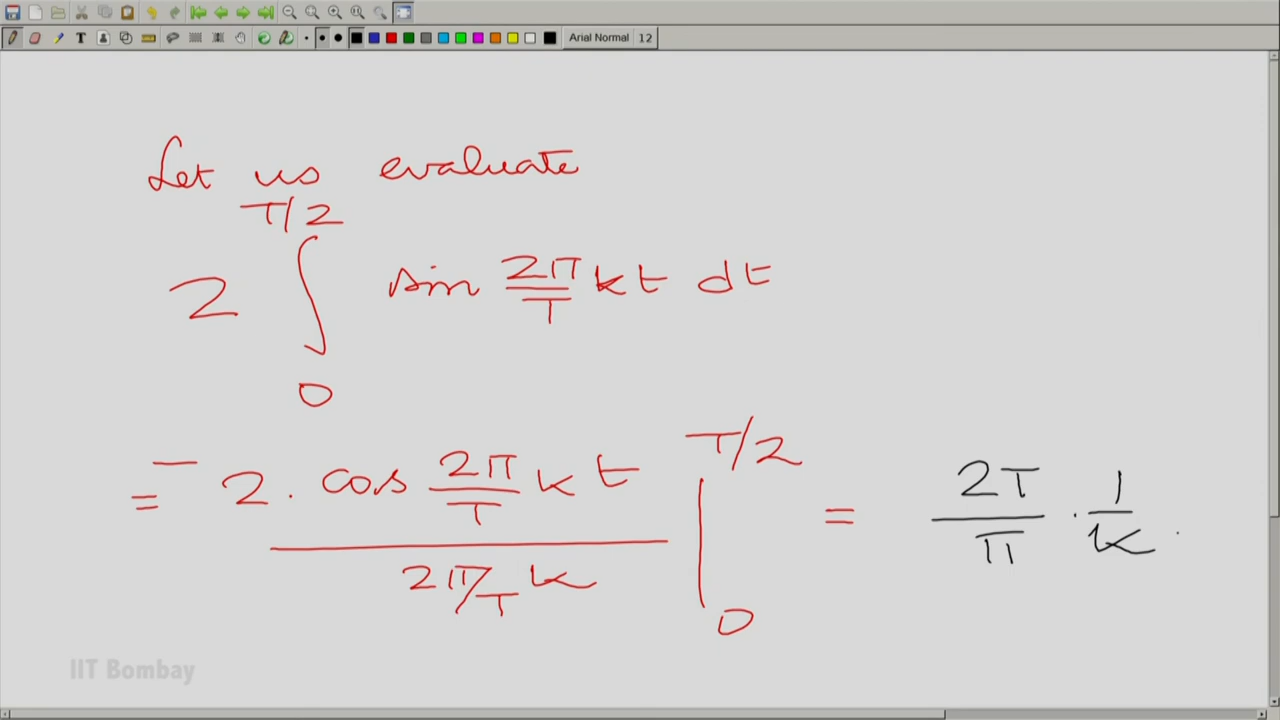 Arial Normal 12
Let us evaluate
2 ∫₀^{T/2} sin 2π/T kt dt
= - 2 . cos 2π/T k t / 2π/T k |₀^{T/2} = 2T/π . 1/k .
IIT Bombay